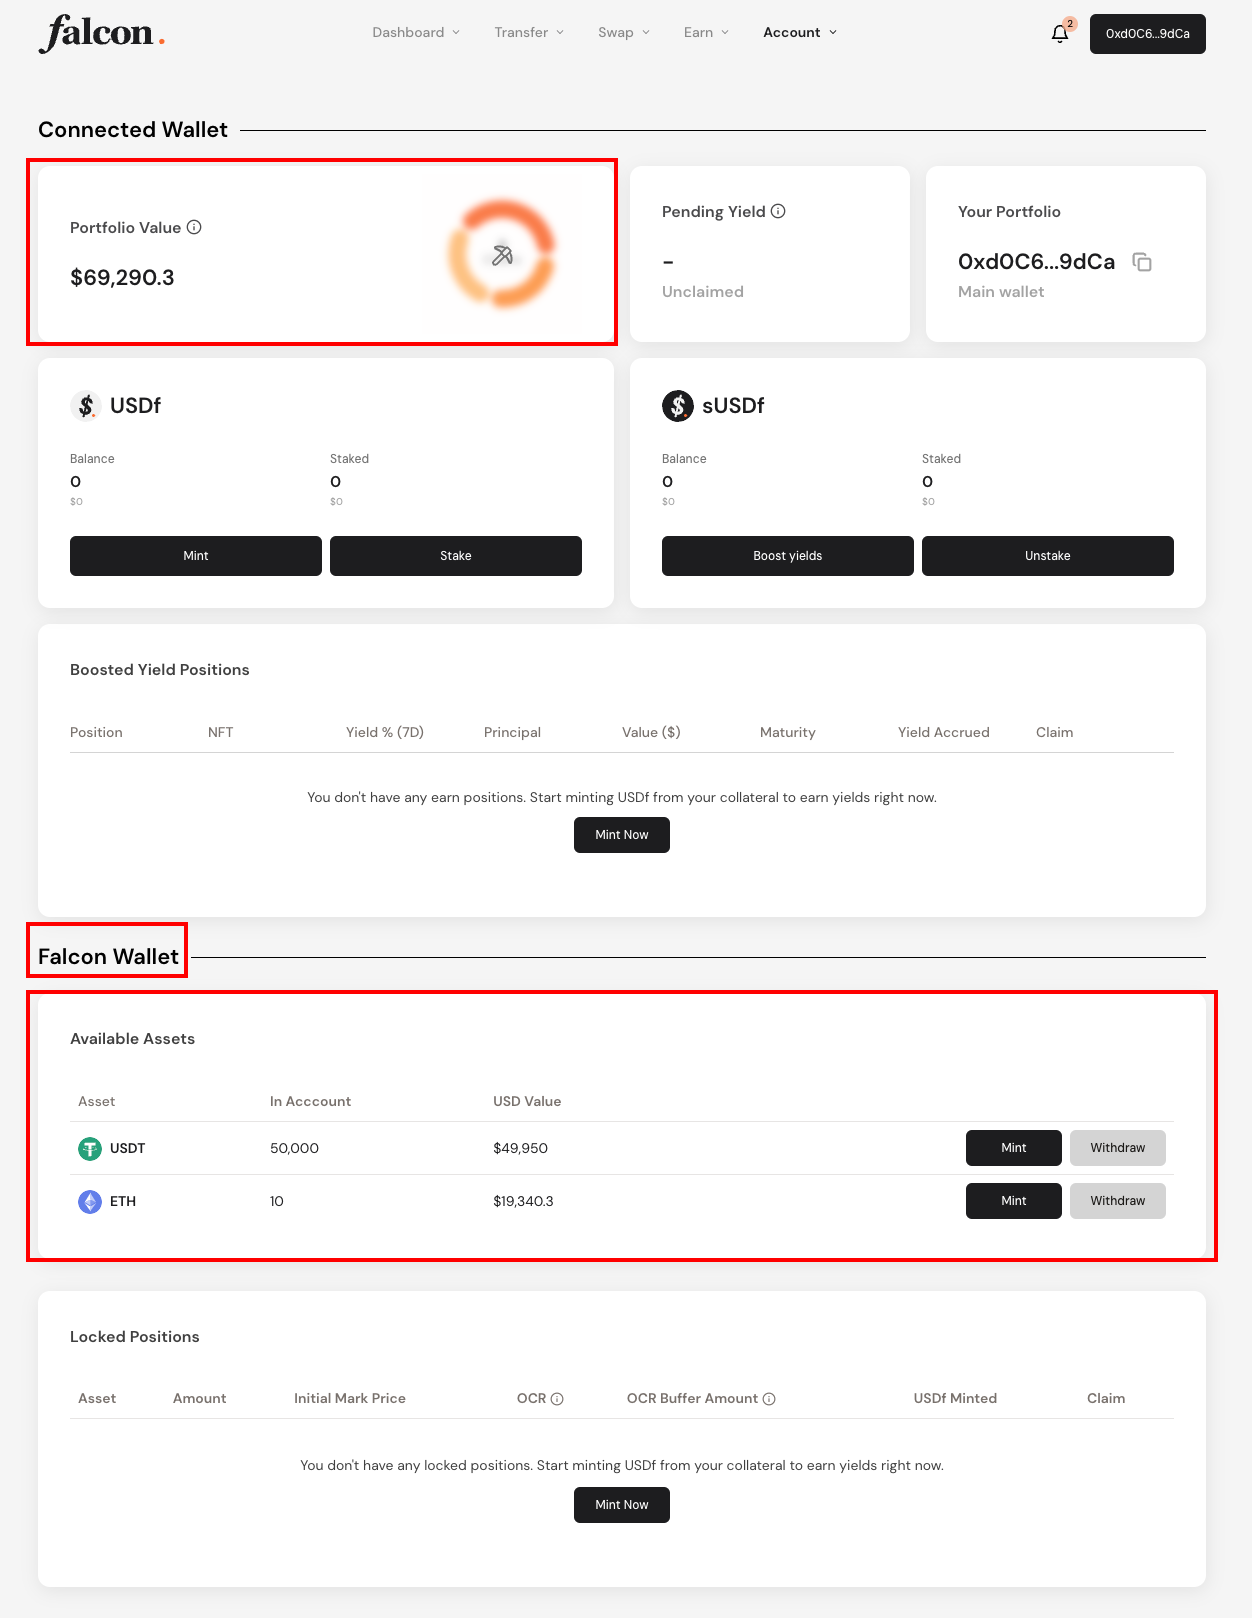 falcon.
Dashboard Transfer Swap Earn Account 2 0xd0C6...9dCa
Connected Wallet
Portfolio Value
$69,290.3
Pending Yield
-
Unclaimed
Your Portfolio
0xd0C6...9dCa
Main wallet
USDf
Balance Staked
0 0
$0 $0
Mint Stake
sUSDf
Balance Staked
0 0
$0 $0
Boost yields Unstake
Boosted Yield Positions
Position NFT Yield % (7D) Principal Value ($) Maturity Yield Accrued Claim
You don't have any earn positions. Start minting USDf from your collateral to earn yields right now.
Mint Now
Falcon Wallet
Available Assets
Asset In Acccount USD Value
USDT 50,000 $49,950 Mint Withdraw
ETH 10 $19,340.3 Mint Withdraw
Locked Positions
Asset Amount Initial Mark Price OCR OCR Buffer Amount USDf Minted Claim
You don't have any locked positions. Start minting USDf from your collateral to earn yields right now.
Mint Now